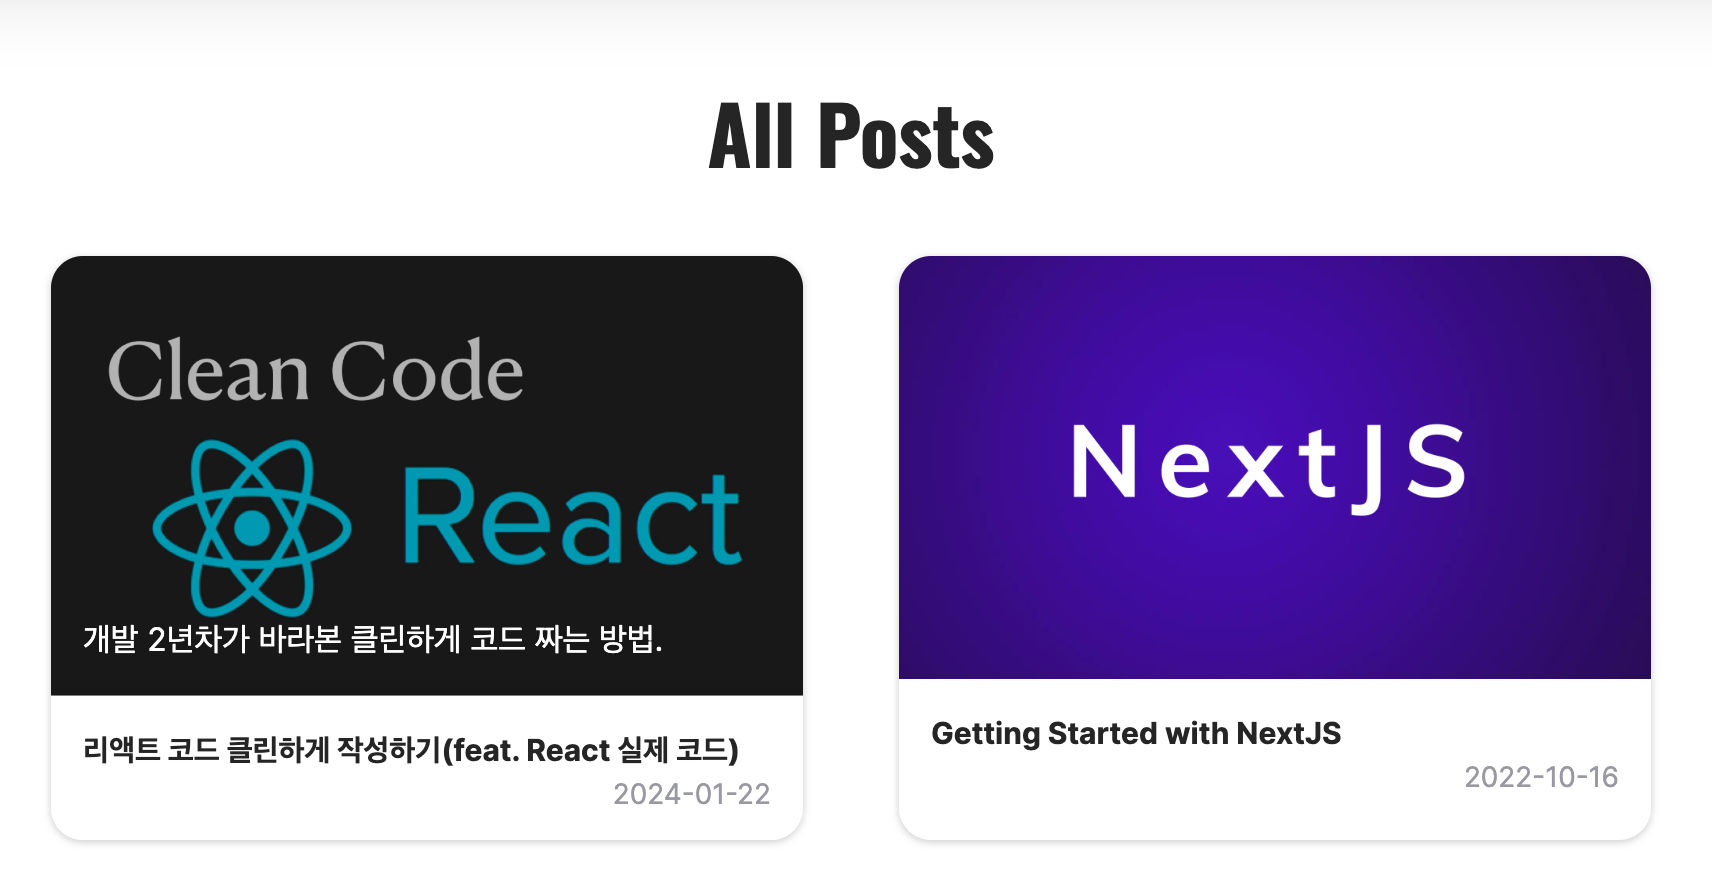 All Posts
Clean Code
React
개발 2년차가 바라본 클린하게 코드 짜는 방법.
리액트 코드 클린하게 작성하기(feat. React 실제 코드)
2024-01-22
NextJS
Getting Started with NextJS
2022-10-16